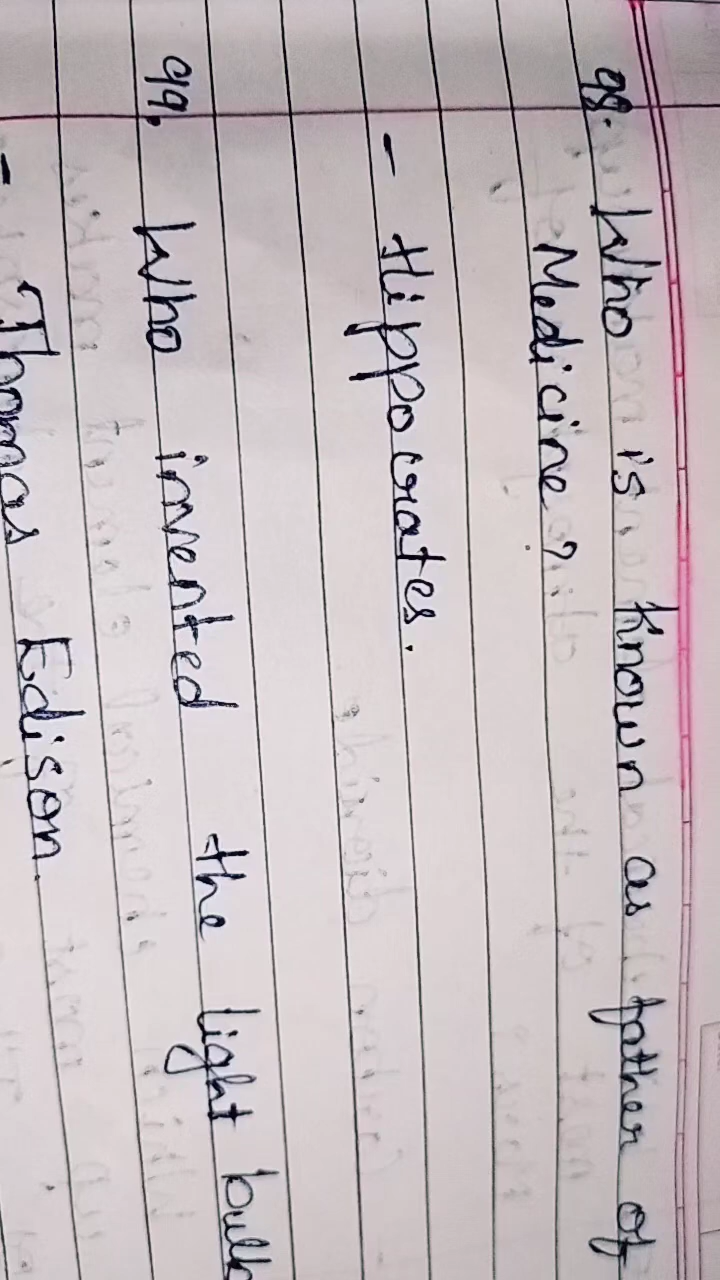 98. Who is known as father of
Medicine?
- Hippocrates.
99. Who invented the light bulb
- Thomas Edison.